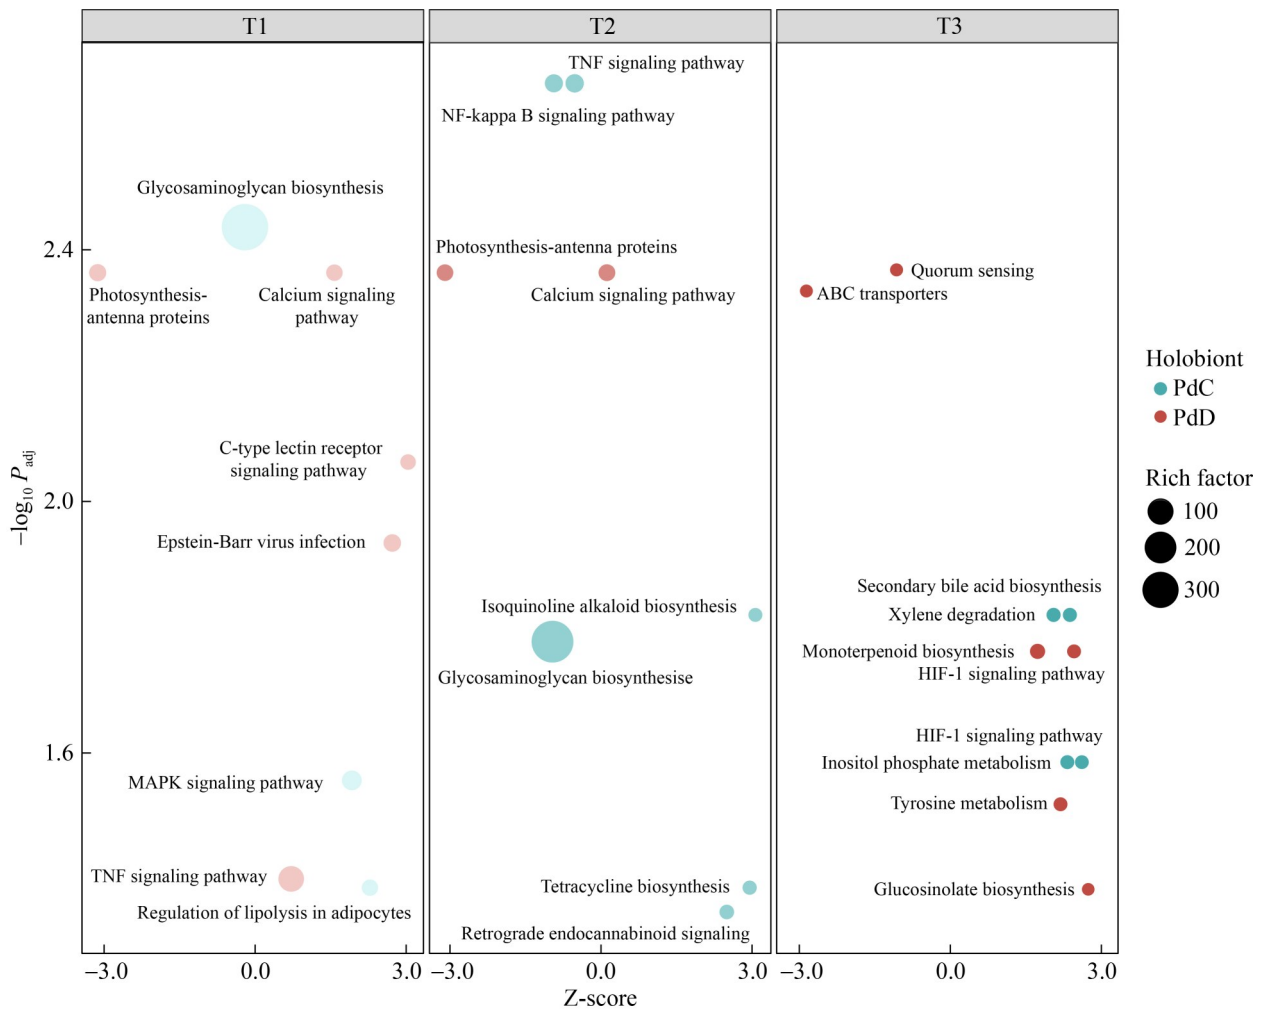 T1
T2
T3
TNF signaling pathway
NF-kappa B signaling pathway
Glycosaminoglycan biosynthesis
2.4
Photosynthesis-
antenna proteins
Calcium signaling
pathway
Photosynthesis-antenna proteins
Calcium signaling pathway
Quorum sensing
ABC transporters
Holobiont
PdC
PdD
C-type lectin receptor
signaling pathway
Rich factor
100
200
300
2.0
−log10 Padj
Epstein-Barr virus infection
Isoquinoline alkaloid biosynthesis
Glycosaminoglycan biosynthesise
Secondary bile acid biosynthesis
Xylene degradation
Monoterpenoid biosynthesis
HIF-1 signaling pathway
HIF-1 signaling pathway
Inositol phosphate metabolism
1.6
MAPK signaling pathway
Tyrosine metabolism
TNF signaling pathway
Regulation of lipolysis in adipocytes
Tetracycline biosynthesis
Retrograde endocannabinoid signaling
Glucosinolate biosynthesis
−3.0 0.0 3.0
−3.0 0.0 3.0
−3.0 0.0 3.0
Z-score